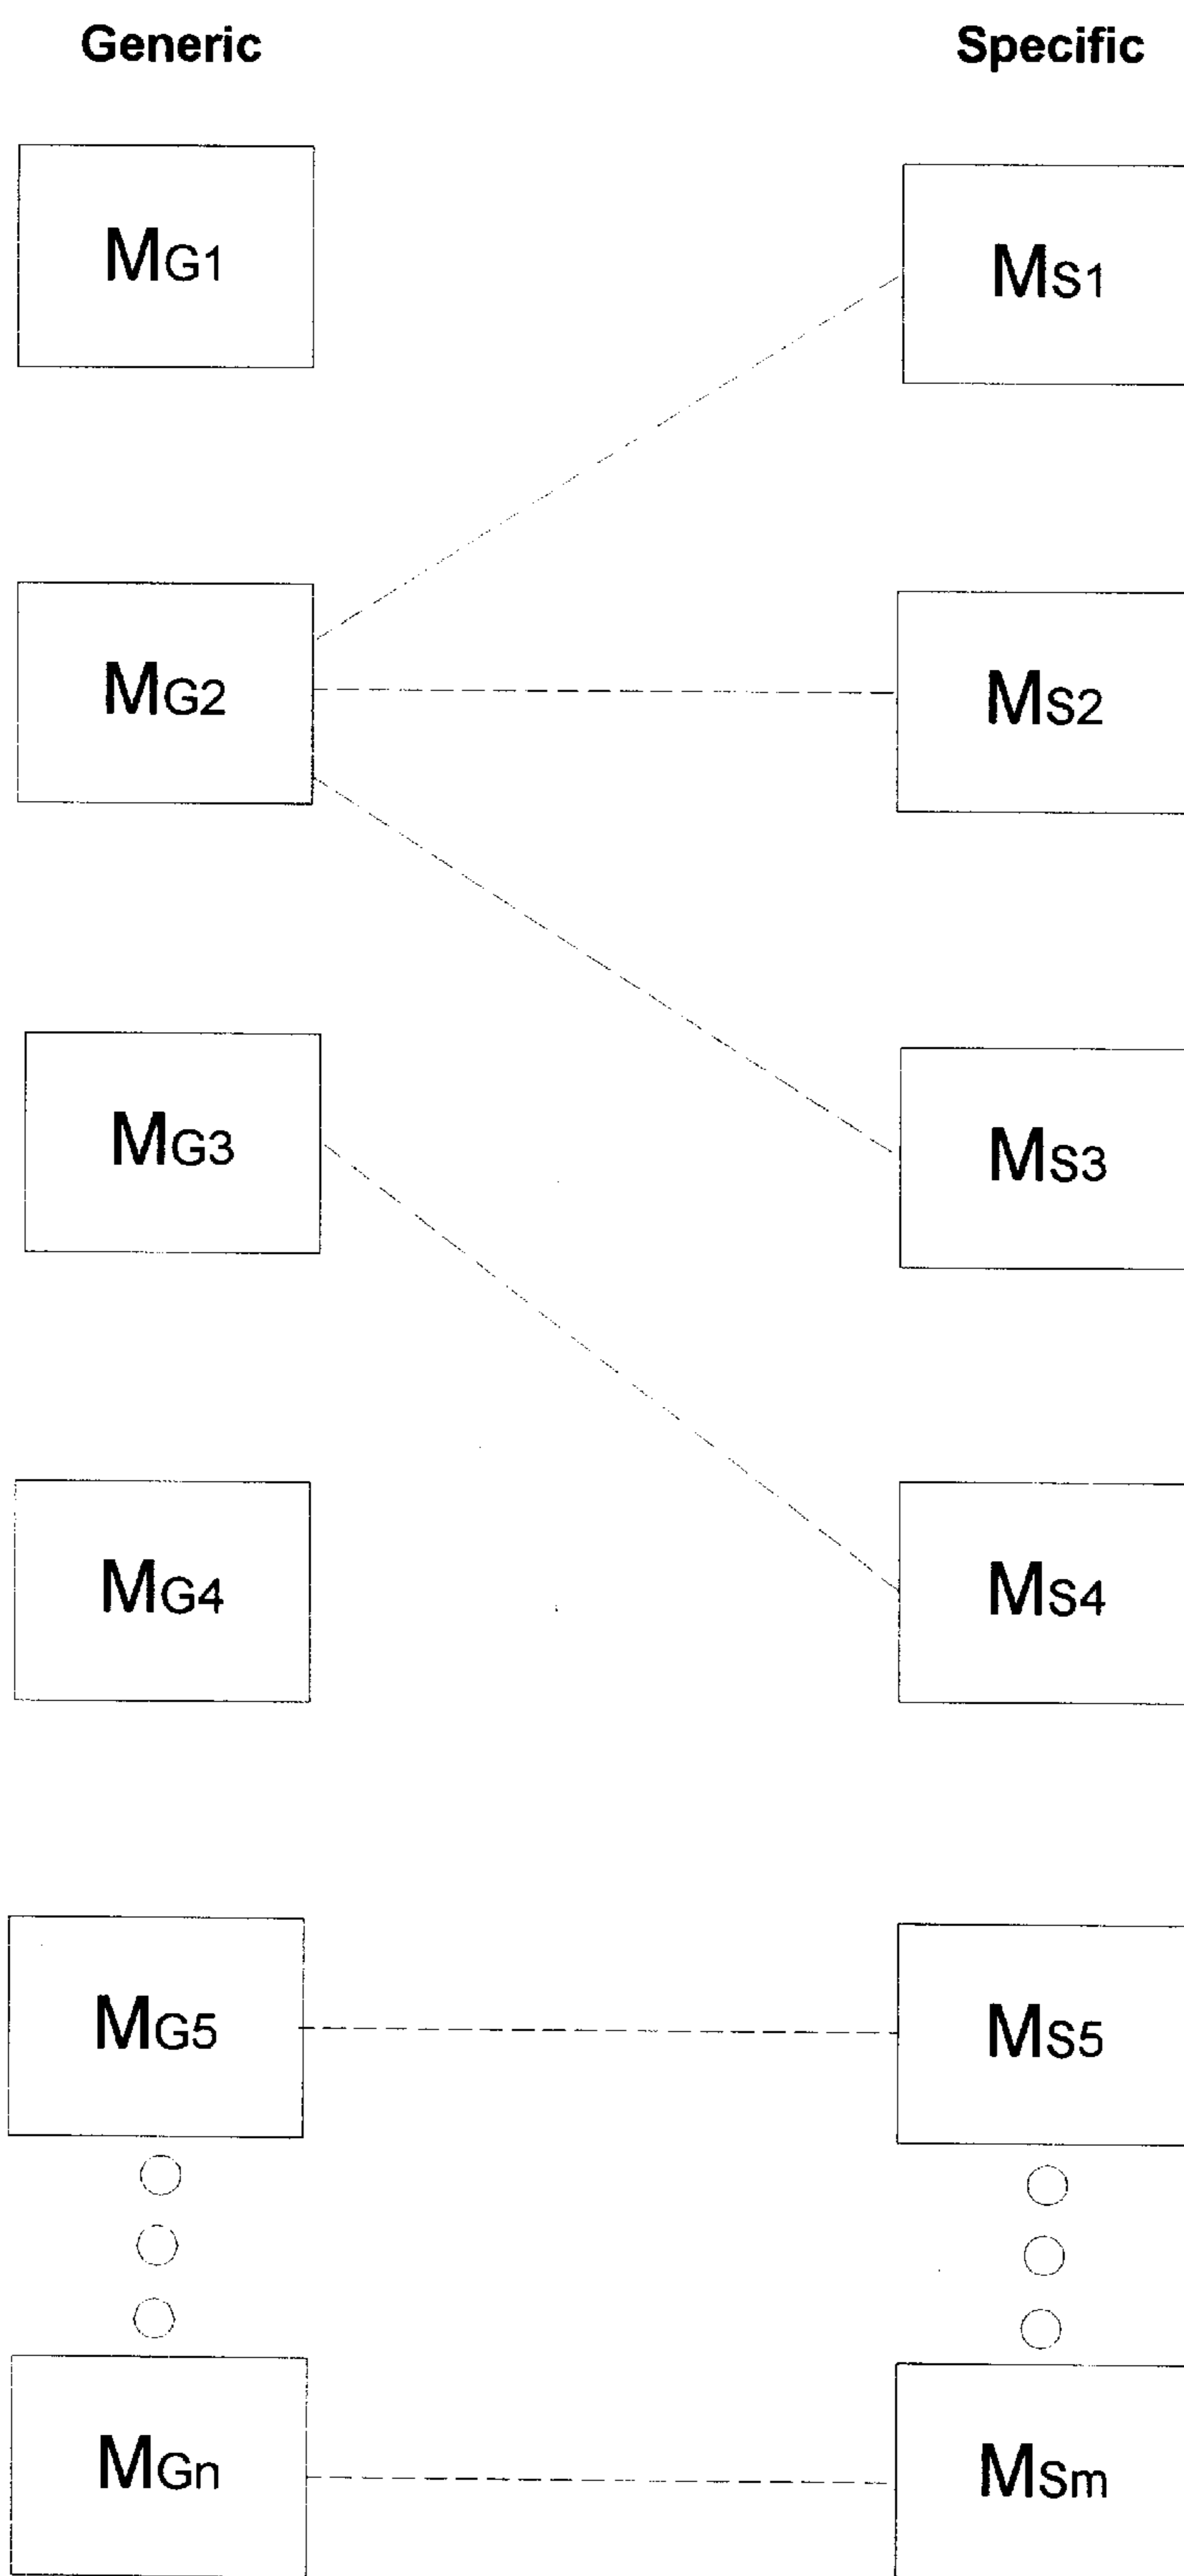 Generic Specific
MG1 MS1
MG2 MS2
MG3 MS3
MG4 MS4
MG5 MS5
MGn MSm